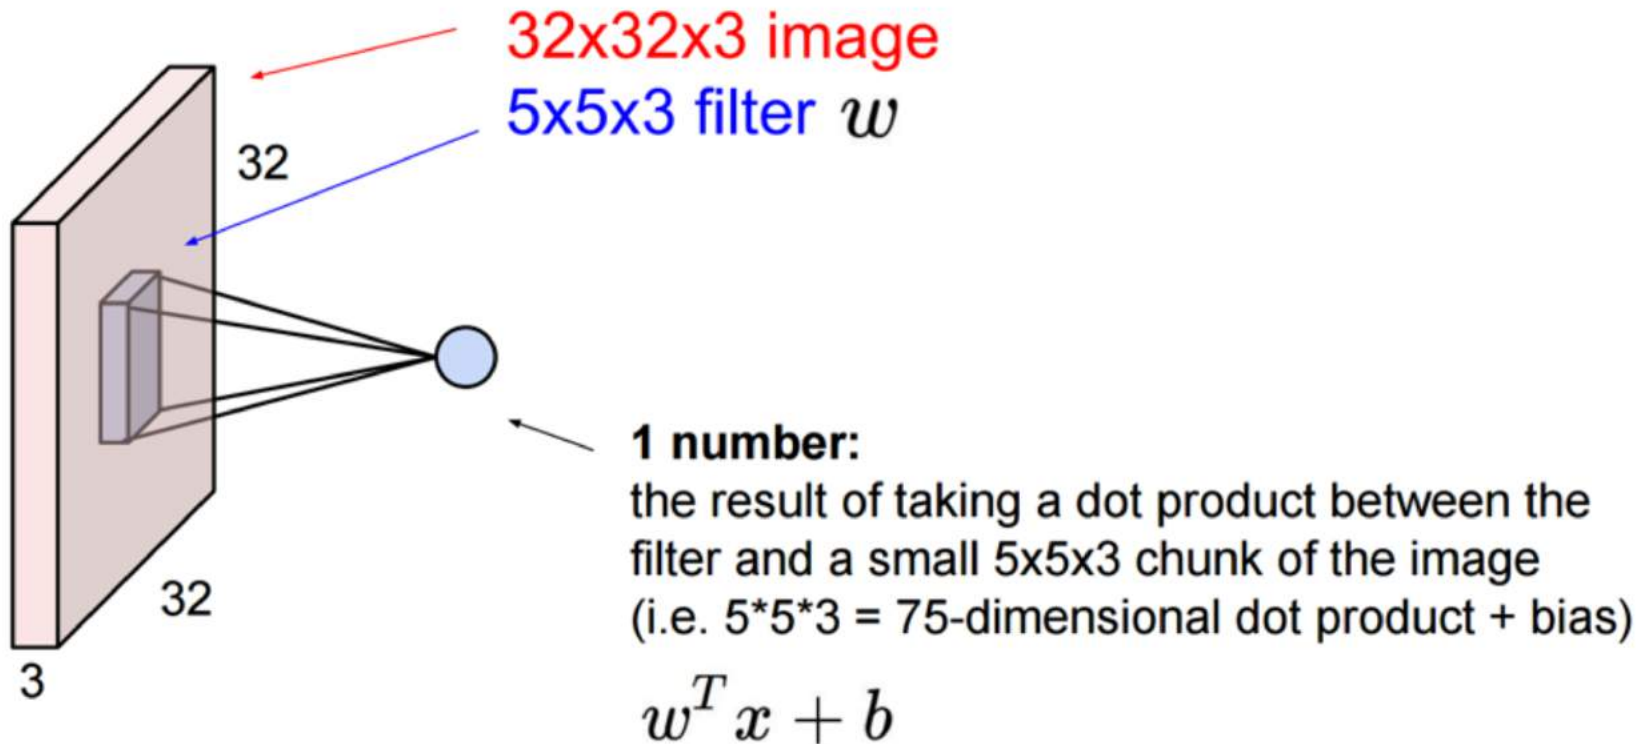 32x32x3 image
5x5x3 filter w
32
32
3
1 number:
the result of taking a dot product between the
filter and a small 5x5x3 chunk of the image
(i.e. 5*5*3 = 75-dimensional dot product + bias)
w^T x + b